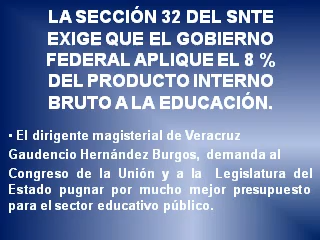 LA SECCIÓN 32 DEL SNTE
EXIGE QUE EL GOBIERNO
FEDERAL APLIQUE EL 8 %
DEL PRODUCTO INTERNO
BRUTO A LA EDUCACIÓN.
▪ El dirigente magisterial de Veracruz
Gaudencio Hernández Burgos, demanda al
Congreso de la Unión y a la Legislatura del
Estado pugnar por mucho mejor presupuesto
para el sector educativo público.